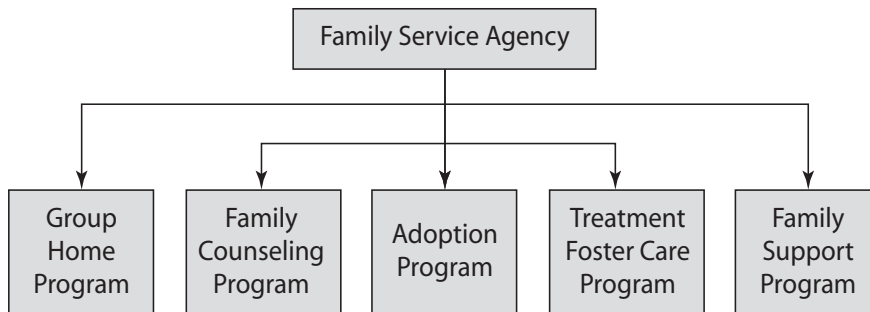 Family Service Agency
Group
Home
Program
Family
Counseling
Program
Adoption
Program
Treatment
Foster Care
Program
Family
Support
Program